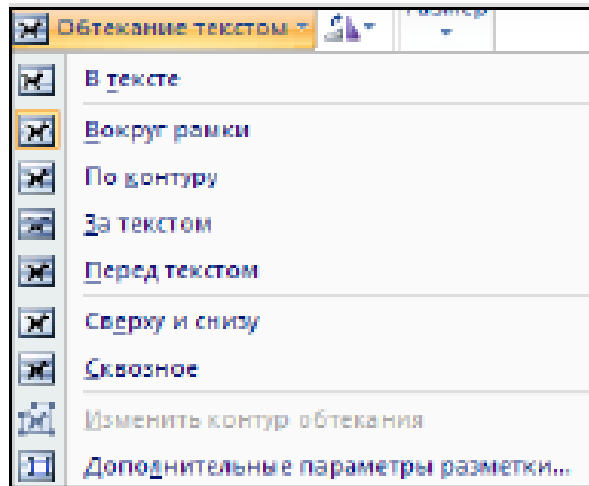 Обтекание текстом
Размер
В тексте
Вокруг рамки
По контуру
За текстом
Перед текстом
Сверху и снизу
Сквозное
Изменить контур обтекания
Дополнительные параметры разметки...